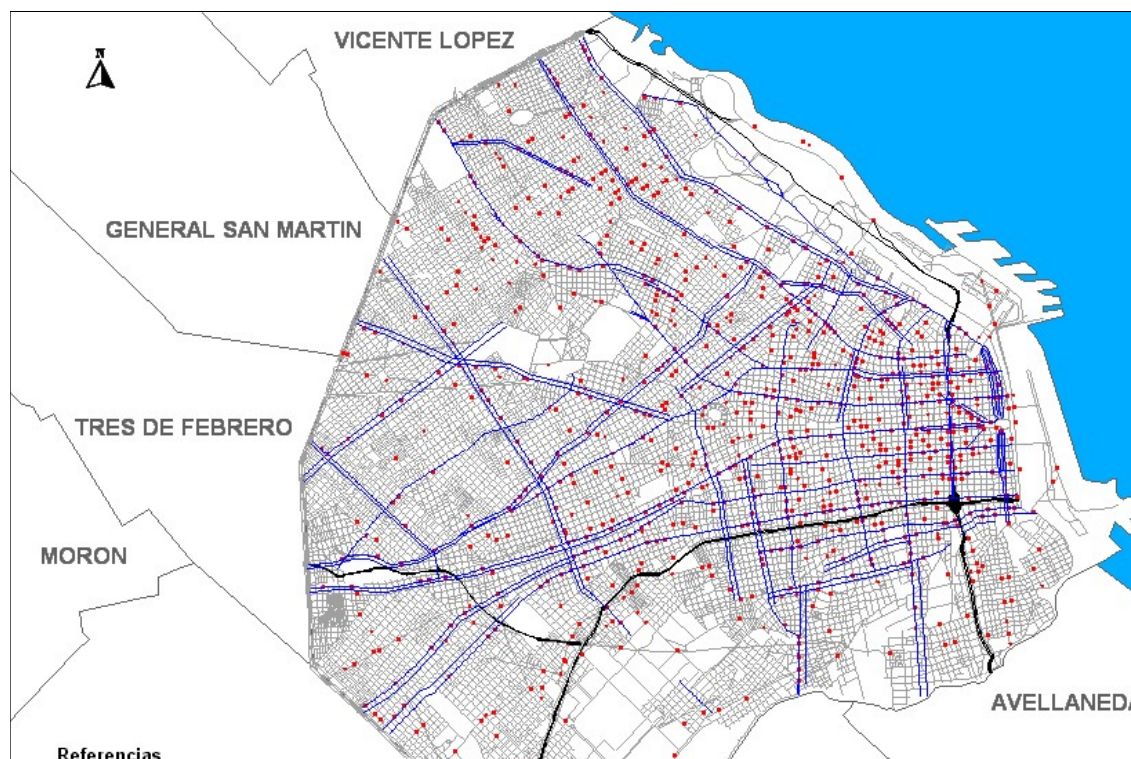 VICENTE LOPEZ
N
GENERAL SAN MARTIN
TRES DE FEBRERO
MORON
AVELLANEDA
Referencias